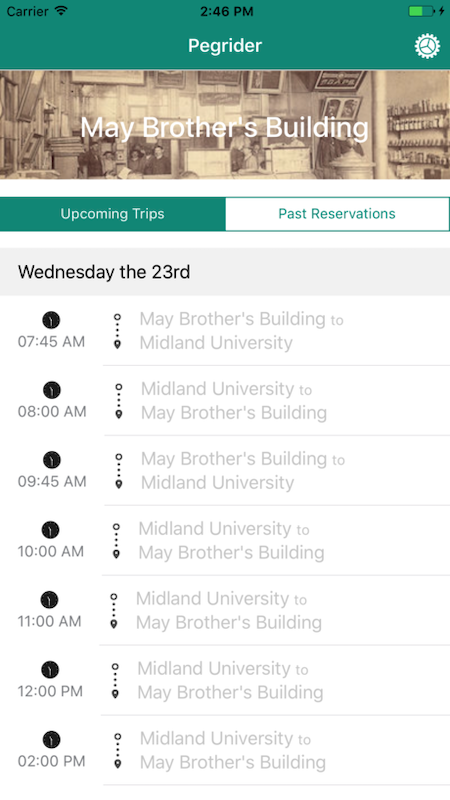 Carrier 2:46 PM
Pegrider
May Brother's Building
Upcoming Trips Past Reservations
Wednesday the 23rd
May Brother's Building to
07:45 AM Midland University
Midland University to
08:00 AM May Brother's Building
May Brother's Building to
09:45 AM Midland University
Midland University to
10:00 AM May Brother's Building
Midland University to
11:00 AM May Brother's Building
Midland University to
12:00 PM May Brother's Building
Midland University to
02:00 PM May Brother's Building